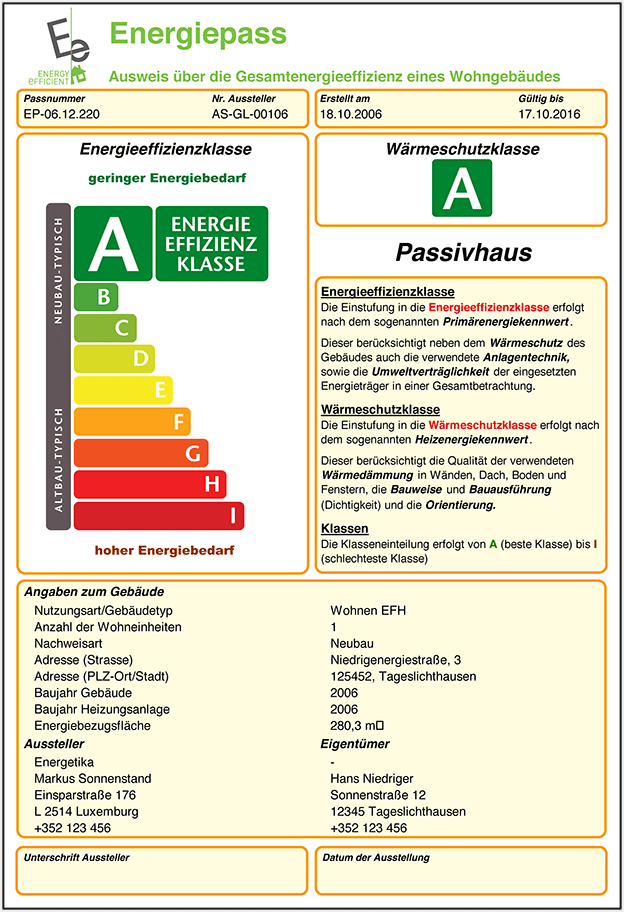 Ee
ENERGY
eFFICIENT
Energiepass
Ausweis über die Gesamtenergieeffizienz eines Wohngebäudes
Passnummer
EP-06.12.220
Nr. Aussteller
AS-GL-00106
Erstellt am
18.10.2006
Gültig bis
17.10.2016
Energieeffizienzklasse
geringer Energiebedarf
NEUBAU-TYPISCH
ALTBAU-TYPISCH
A
ENERGIE
EFFIZIENZ
KLASSE
B
C
D
E
F
G
H
I
hoher Energiebedarf
Wärmeschutzklasse
A
Passivhaus
Energieeffizienzklasse
Die Einstufung in die Energieeffizienzklasse erfolgt
nach dem sogenannten Primärenergiekennwert.
Dieser berücksichtigt neben dem Wärmeschutz des
Gebäudes auch die verwendete Anlagentechnik,
sowie die Umweltverträglichkeit der eingesetzten
Energieträger in einer Gesamtbetrachtung.
Wärmeschutzklasse
Die Einstufung in die Wärmeschutzklasse erfolgt nach
dem sogenannten Heizenergiekennwert.
Dieser berücksichtigt die Qualität der verwendeten
Wärmedämmung in Wänden, Dach, Boden und
Fenstern, die Bauweise und Bauausführung
(Dichtigkeit) und die Orientierung.
Klassen
Die Klasseneinteilung erfolgt von A (beste Klasse) bis I
(schlechteste Klasse)
Angaben zum Gebäude
Nutzungsart/Gebäudetyp Wohnen EFH
Anzahl der Wohneinheiten 1
Nachweisart Neubau
Adresse (Strasse) Niedrigenergiestraße, 3
Adresse (PLZ-Ort/Stadt) 125452, Tageslichthausen
Baujahr Gebäude 2006
Baujahr Heizungsanlage 2006
Energiebezugsfläche 280,3 m□
Aussteller
Energetika
Markus Sonnenstand
Einsparstraße 176
L 2514 Luxemburg
+352 123 456
Eigentümer
-
Hans Niedriger
Sonnenstraße 12
12345 Tageslichthausen
+352 123 456
Unterschrift Aussteller
Datum der Ausstellung